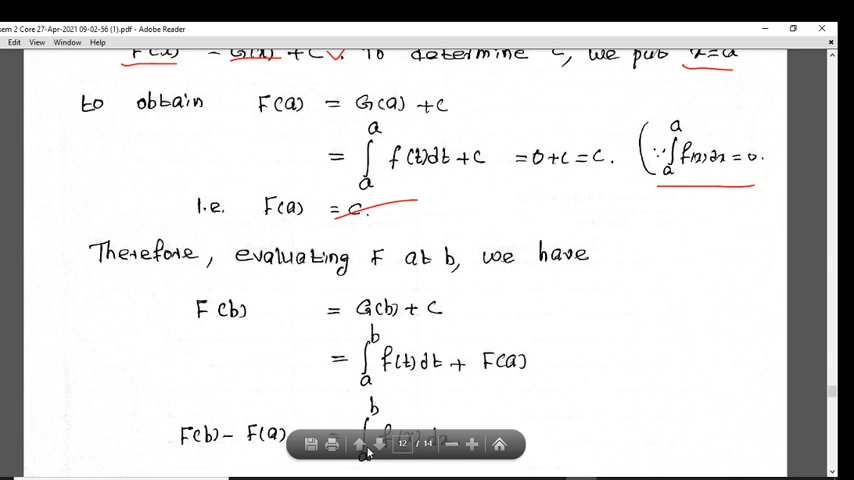 sem 2 Core 27-Apr-2021 09-02-56 (1).pdf - Adobe Reader
Edit View Window Help
F(x) = G(x) + C. To determine C, we put x=a
to obtain F(a) = G(a) + C
= ∫ₐᵃ f(t)dt + C = 0+C = C. (∵ ∫ₐᵃ f(x)dx = 0.
I.e. F(a) = C.
Therefore, evaluating F at b, we have
F(b) = G(b) + C
= ∫ₐᵇ f(t)dt + F(a)
F(b) - F(a)
12 / 14